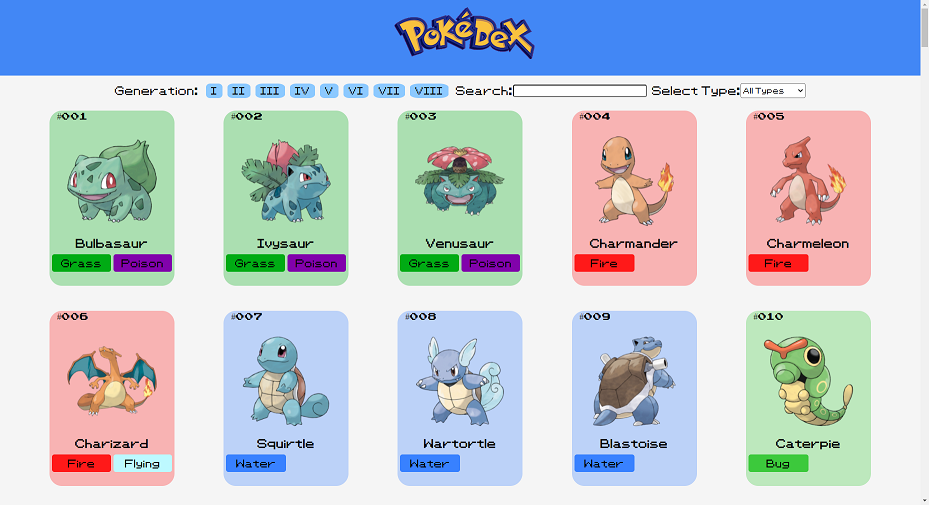 POKéDEX
Generation: I II III IV V VI VII VIII Search: Select Type: All Types
#001 #002 #003 #004 #005
Bulbasaur Ivysaur Venusaur Charmander Charmeleon
Grass Poison Grass Poison Grass Poison Fire Fire
#006 #007 #008 #009 #010
Charizard Squirtle Wartortle Blastoise Caterpie
Fire Flying Water Water Water Bug